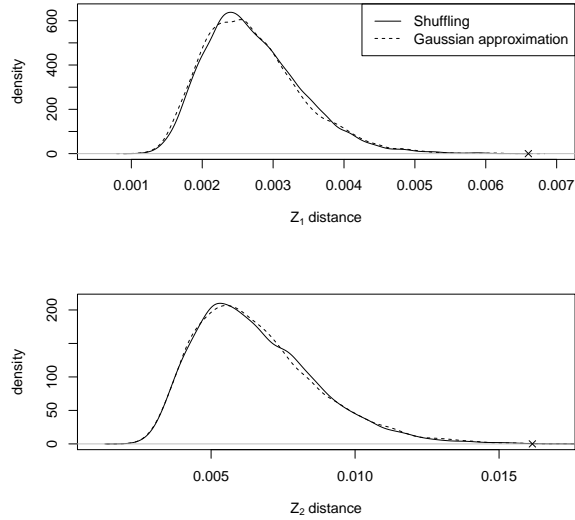 Shuffling
Gaussian approximation
density
600
400
200
0
0.001 0.002 0.003 0.004 0.005 0.006 0.007
Z1 distance
density
200
100
50
0
0.005 0.010 0.015
Z2 distance